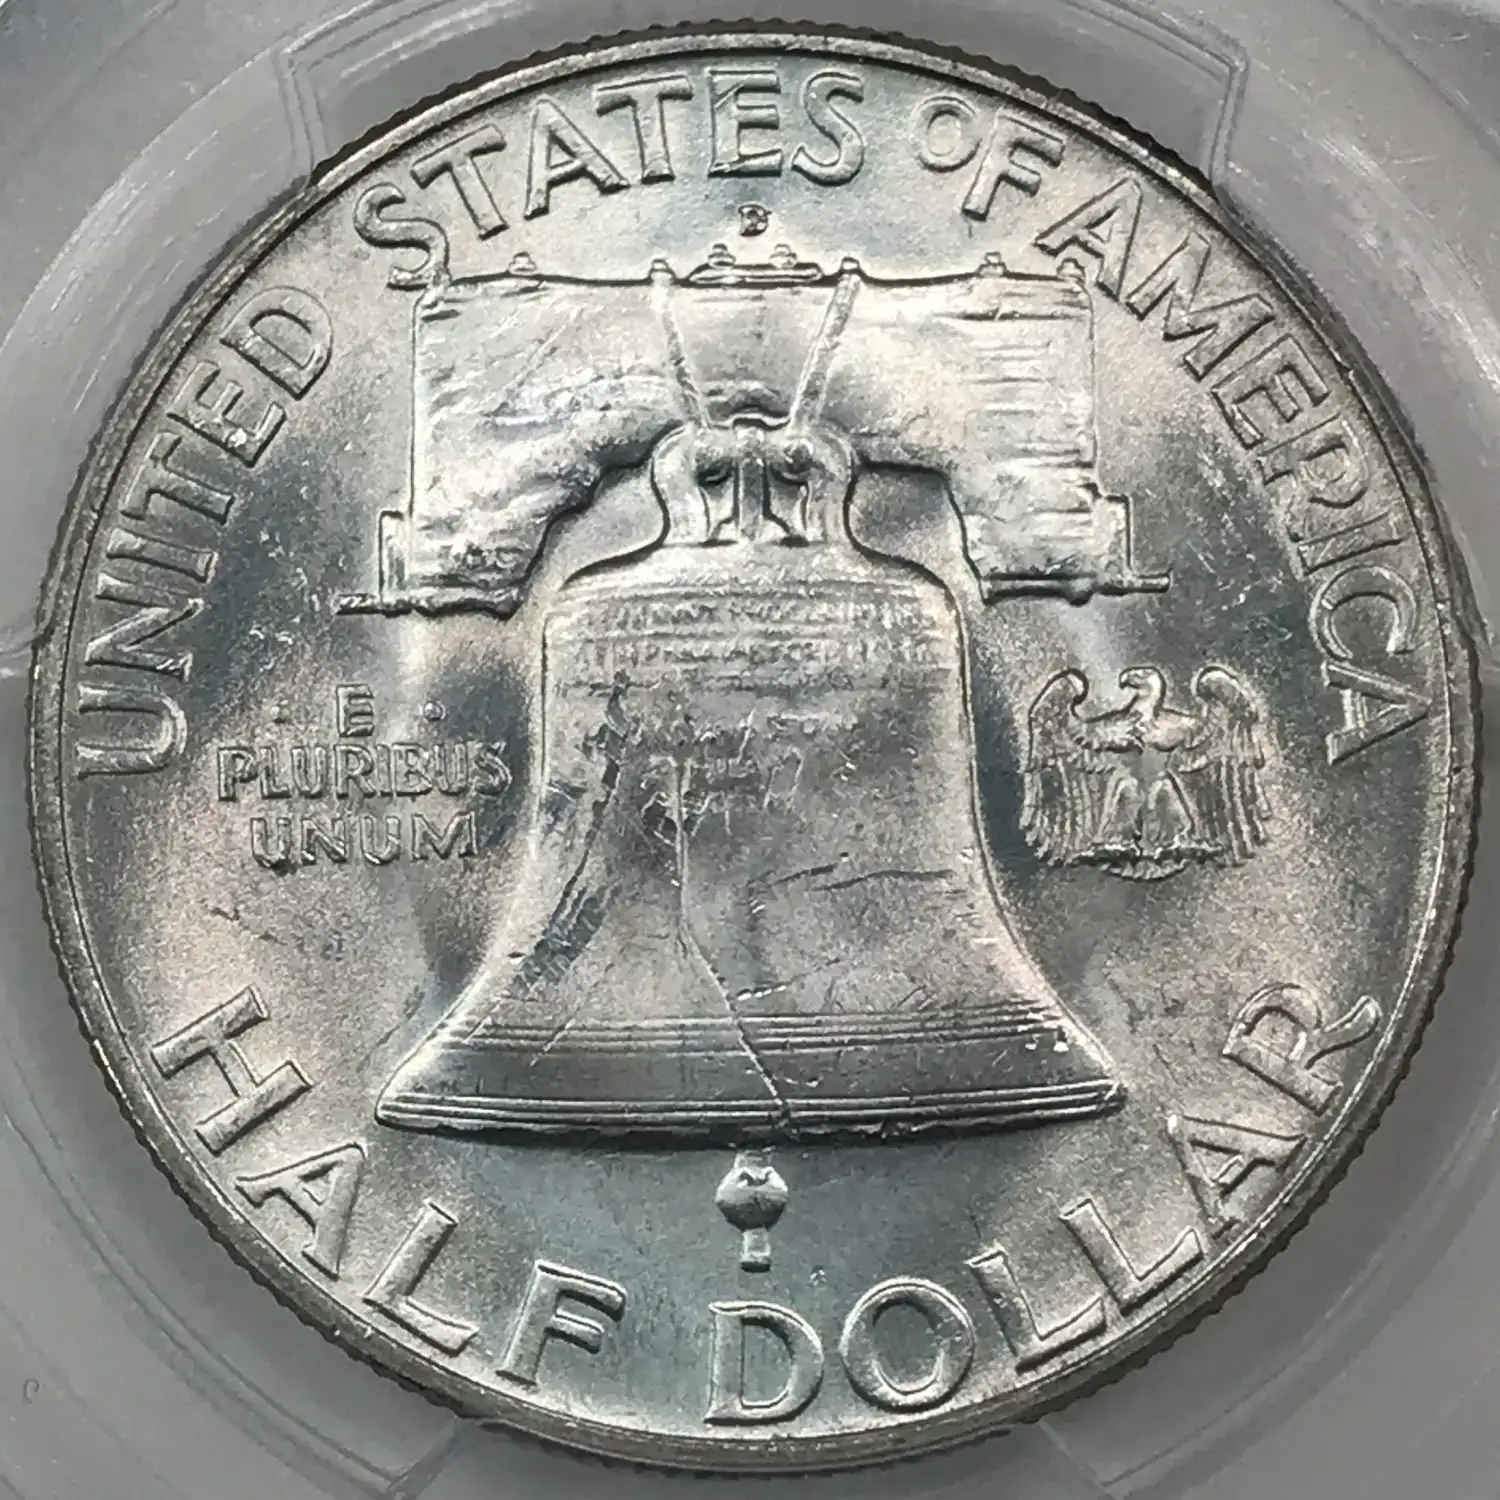 UNITED STATES OF AMERICA
D
· E ·
PLURIBUS
UNUM
HALF DOLLAR